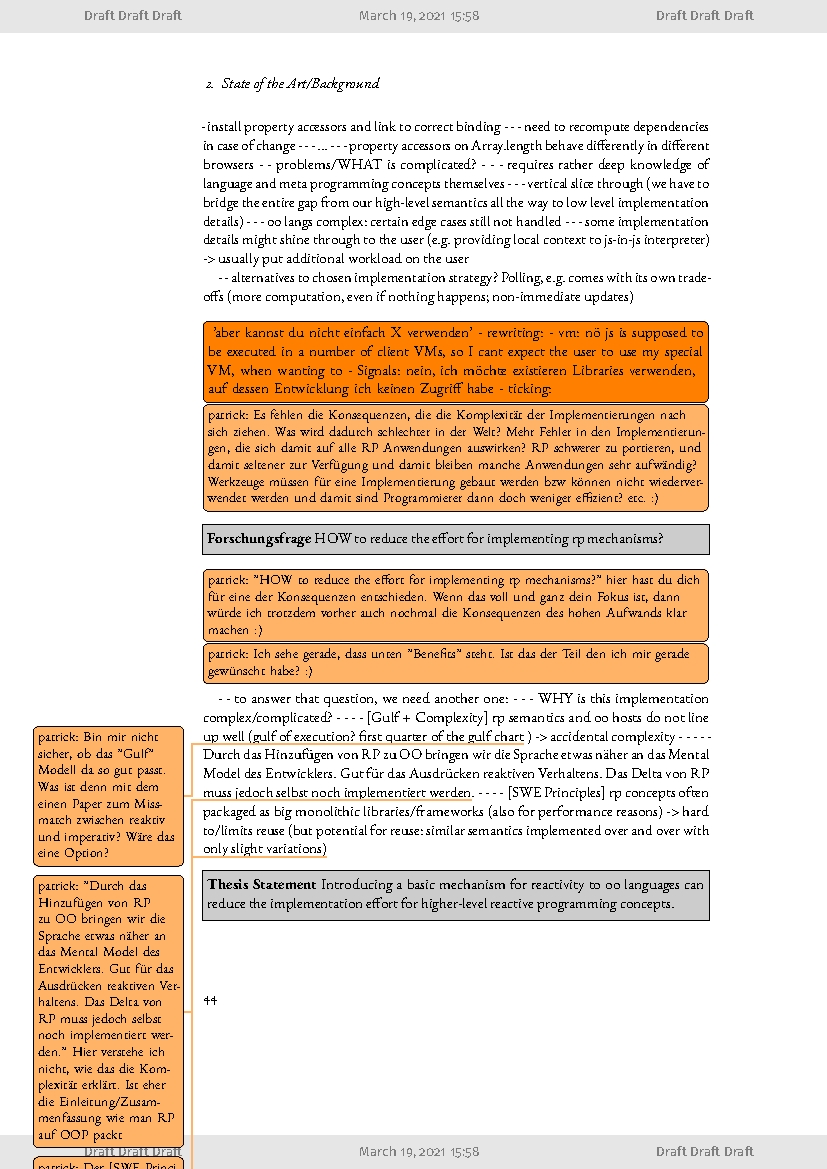 Draft Draft Draft March 19, 2021 15:58 Draft Draft Draft
2. State of the Art/Background
-install property accessors and link to correct binding - - - need to recompute dependencies
in case of change - - - ... - - - property accessors on Array.length behave differently in different
browsers - - problems/WHAT is complicated? - - - requires rather deep knowledge of
language and meta programming concepts themselves - - - vertical slice through (we have to
bridge the entire gap from our high-level semantics all the way to low level implementation
details) - - - oo langs complex: certain edge cases still not handled - - - some implementation
details might shine through to the user (e.g. providing local context to js-in-js interpreter)
-> usually put additional workload on the user
- - alternatives to chosen implementation strategy? Polling, e.g. comes with its own trade-
offs (more computation, even if nothing happens; non-immediate updates)
'aber kannst du nicht einfach X verwenden' - rewriting: - vm: nö js is supposed to
be executed in a number of client VMs, so I cant expect the user to use my special
VM, when wanting to - Signals: nein, ich möchte existieren Libraries verwenden,
auf dessen Entwicklung ich keinen Zugriff habe - ticking:
patrick: Es fehlen die Konsequenzen, die die Komplexität der Implementierungen nach
sich ziehen. Was wird dadurch schlechter in der Welt? Mehr Fehler in den Implementierun-
gen, die sich damit auf alle RP Anwendungen auswirken? RP schwerer zu portieren, und
damit seltener zur Verfügung und damit bleiben manche Anwendungen sehr aufwändig?
Werkzeuge müssen für eine Implementierung gebaut werden bzw können nicht wiederver-
wendet werden und damit sind Programmierer dann doch weniger effizient? etc. :)
Forschungsfrage HOW to reduce the effort for implementing rp mechanisms?
patrick: "HOW to reduce the effort for implementing rp mechanisms?" hier hast du dich
für eine der Konsequenzen entschieden. Wenn das voll und ganz dein Fokus ist, dann
würde ich trotzdem vorher auch nochmal die Konsequenzen des hohen Aufwands klar
machen :)
patrick: Ich sehe gerade, dass unten "Benefits" steht. Ist das der Teil den ich mir gerade
gewünscht habe? :)
- - to answer that question, we need another one: - - - WHY is this implementation
complex/complicated? - - - - [Gulf + Complexity] rp semantics and oo hosts do not line
up well (gulf of execution? first quarter of the gulf chart ) -> accidental complexity - - - - -
Durch das Hinzufügen von RP zu OO bringen wir die Sprache etwas näher an das Mental
Model des Entwicklers. Gut für das Ausdrücken reaktiven Verhaltens. Das Delta von RP
muss jedoch selbst noch implementiert werden. - - - - [SWE Principles] rp concepts often
packaged as big monolithic libraries/frameworks (also for performance reasons) -> hard
to/limits reuse (but potential for reuse: similar semantics implemented over and over with
only slight variations)
Thesis Statement Introducing a basic mechanism for reactivity to oo languages can
reduce the implementation effort for higher-level reactive programming concepts.
patrick: Bin mir nicht
sicher, ob das "Gulf"
Modell da so gut passt.
Was ist denn mit dem
einen Paper zum Miss-
match zwischen reaktiv
und imperativ? Wäre das
eine Option?
patrick: "Durch das
Hinzufügen von RP
zu OO bringen wir die
Sprache etwas näher an
das Mental Model des
Entwicklers. Gut für das
Ausdrücken reaktiven Ver-
haltens. Das Delta von
RP muss jedoch selbst
noch implementiert wer-
den." Hier verstehe ich
nicht, wie das die Kom-
plexität erklärt. Ist eher
die Einleitung/Zusam-
menfassung wie man RP
auf OOP packt
44
Draft Draft Draft March 19, 2021 15:58 Draft Draft Draft
patrick: Der [SWE Princi-